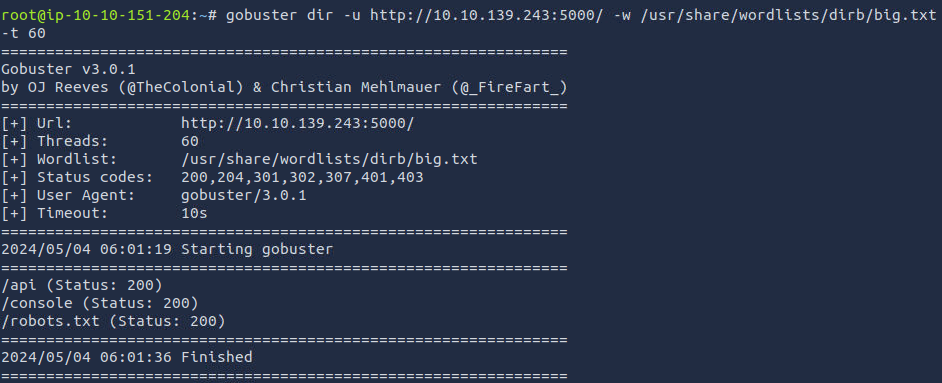 root@ip-10-10-151-204:~# gobuster dir -u http://10.10.139.243:5000/ -w /usr/share/wordlists/dirb/big.txt
-t 60
===============================================================
Gobuster v3.0.1
by OJ Reeves (@TheColonial) & Christian Mehlmauer (@_FireFart_)
===============================================================
[+] Url:            http://10.10.139.243:5000/
[+] Threads:        60
[+] Wordlist:       /usr/share/wordlists/dirb/big.txt
[+] Status codes:   200,204,301,302,307,401,403
[+] User Agent:     gobuster/3.0.1
[+] Timeout:        10s
===============================================================
2024/05/04 06:01:19 Starting gobuster
===============================================================
/api (Status: 200)
/console (Status: 200)
/robots.txt (Status: 200)
===============================================================
2024/05/04 06:01:36 Finished
===============================================================